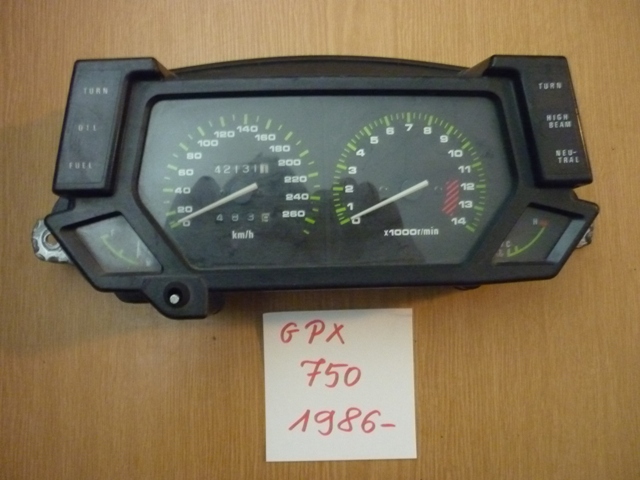 TURN
OIL
FUEL
0 20 40 60 80 100 120 140 160 180 200 220 240 260
42131
km/h
0 1 2 3 4 5 6 7 8 9 10 11 12 13 14
x1000r/min
TURN
HIGH
BEAM
NEU-
TRAL
GPX
750
1986-